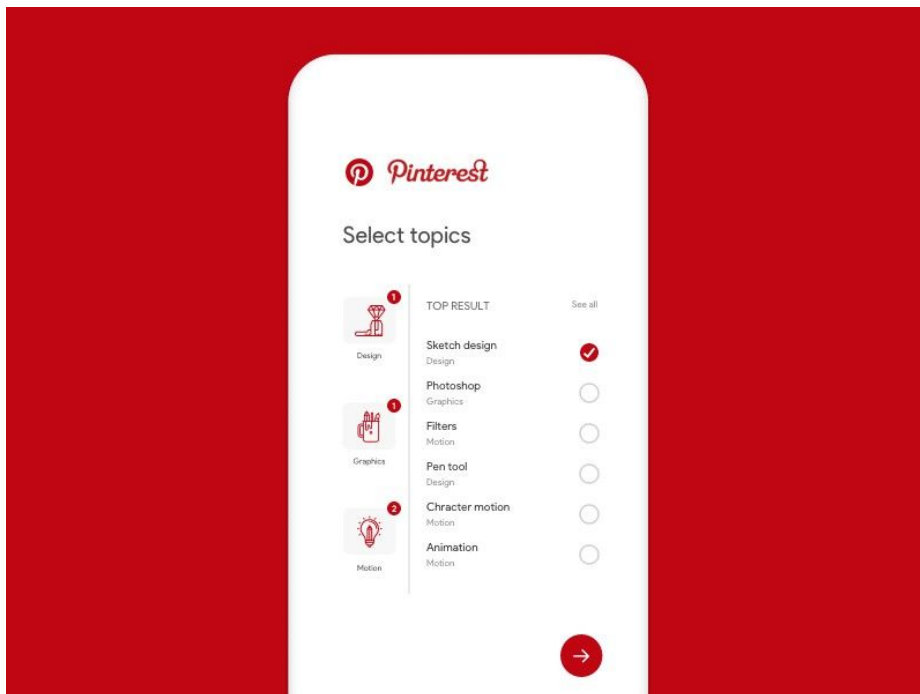 Pinterest
Select topics
1
Design
1
Graphics
2
Motion
TOP RESULT See all
Sketch design
Design
Photoshop
Graphics
Filters
Motion
Pen tool
Design
Chracter motion
Motion
Animation
Motion